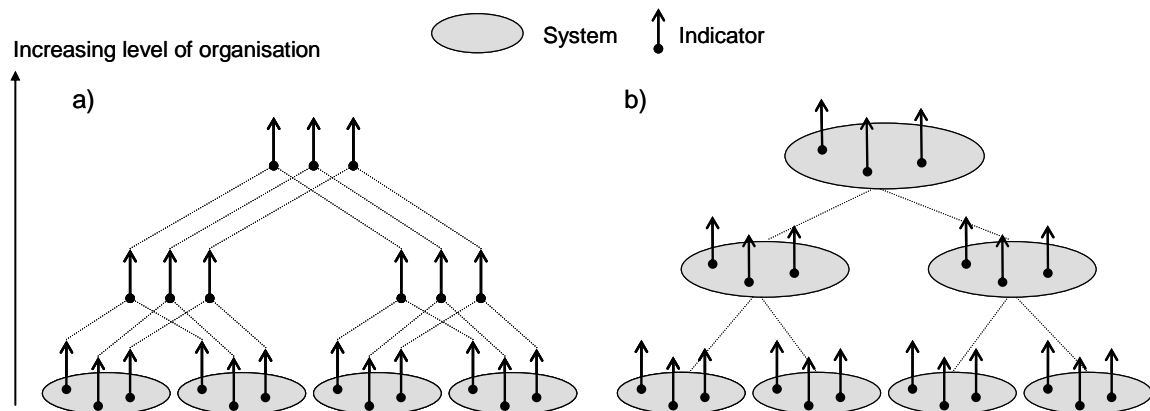 Increasing level of organisation
System
Indicator
a)
b)